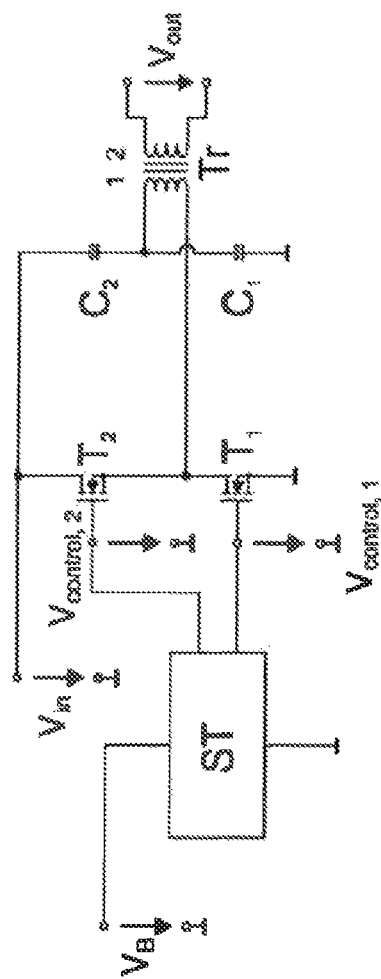 V_B
ST
V_in
V_control, 2
V_control, 1
T_2
T_1
C_2
C_1
1 2
Tr
V_out